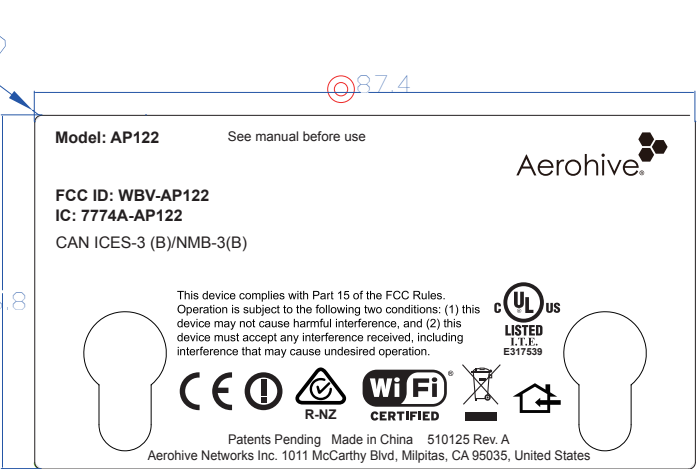 87.4
Model: AP122
See manual before use
Aerohive®
FCC ID: WBV-AP122
IC: 7774A-AP122
CAN ICES-3 (B)/NMB-3(B)
.8
This device complies with Part 15 of the FCC Rules.
Operation is subject to the following two conditions: (1) this
device may not cause harmful interference, and (2) this
device must accept any interference received, including
interference that may cause undesired operation.
C UL US
LISTED
I.T.E.
E317539
CE
R-NZ
Wi Fi®
CERTIFIED
Patents Pending Made in China 510125 Rev. A
Aerohive Networks Inc. 1011 McCarthy Blvd, Milpitas, CA 95035, United States